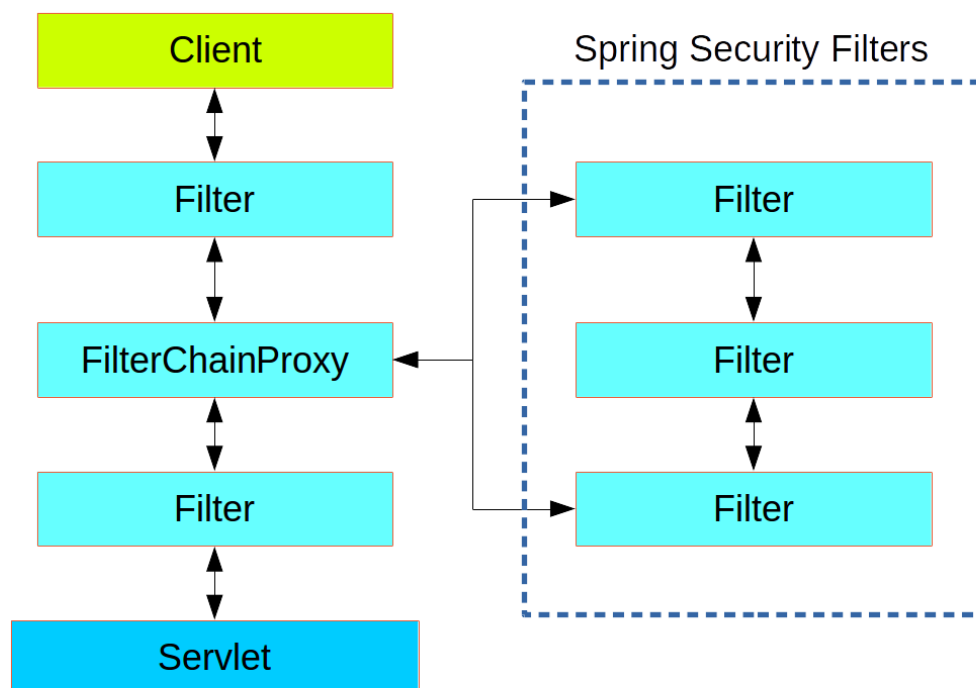 Client
Filter
FilterChainProxy
Filter
Servlet
Spring Security Filters
Filter
Filter
Filter